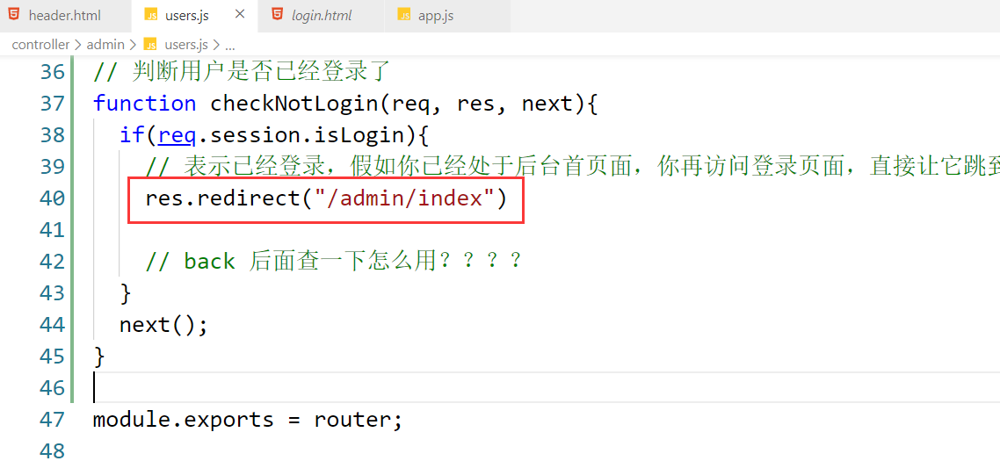 header.html users.js login.html app.js
controller > admin > users.js > ...
36 // 判断用户是否已经登录了
37 function checkNotLogin(req, res, next){
38 if(req.session.isLogin){
39 // 表示已经登录，假如你已经处于后台首页面，你再访问登录页面，直接让它跳到
40 res.redirect("/admin/index")
41
42 // back 后面查一下怎么用？？？？
43 }
44 next();
45 }
46
47 module.exports = router;
48